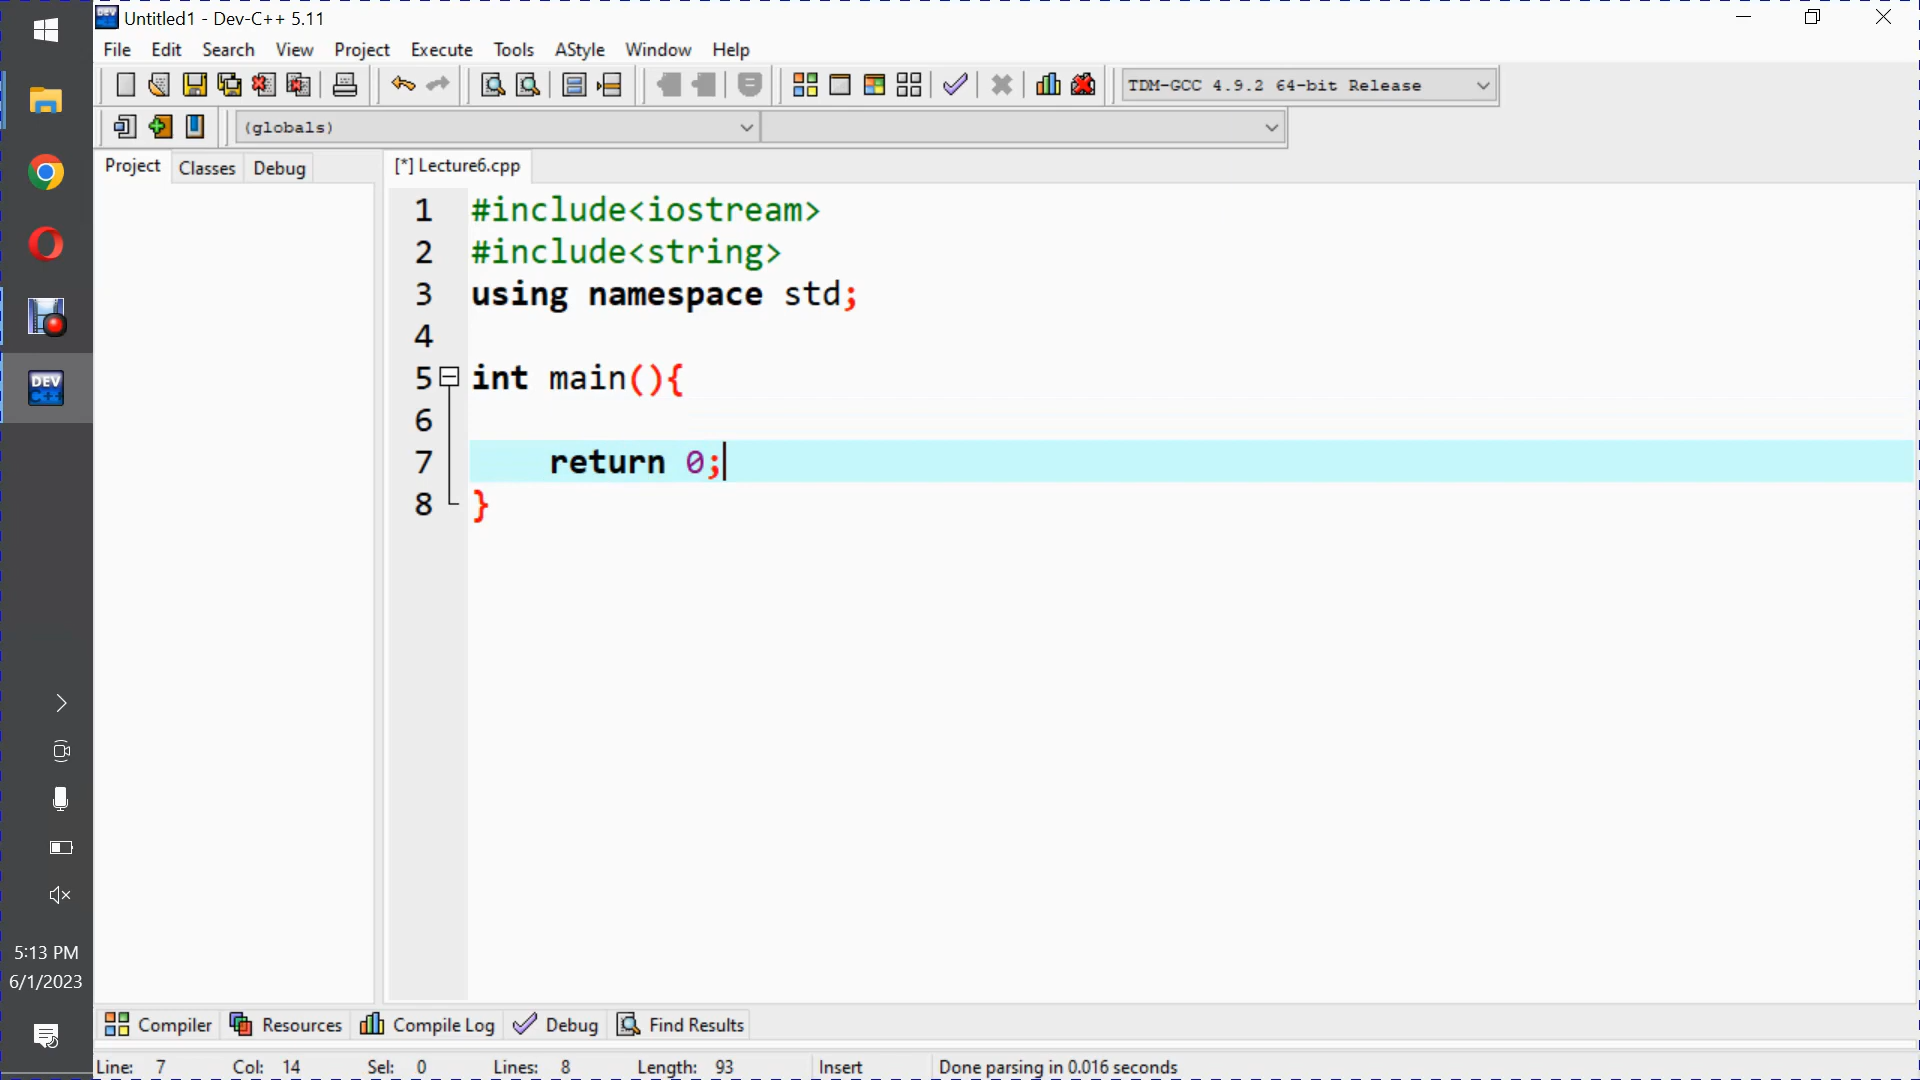 Untitled1 - Dev-C++ 5.11
File Edit Search View Project Execute Tools AStyle Window Help
TDM-GCC 4.9.2 64-bit Release
(globals)
Project Classes Debug
[*] Lecture6.cpp
1 #include<iostream>
2 #include<string>
3 using namespace std;
4
5 int main(){
6
7 return 0;
8 }
DEV C++
5:13 PM
6/1/2023
Compiler Resources Compile Log Debug Find Results
Line: 7 Col: 14 Sel: 0 Lines: 8 Length: 93 Insert Done parsing in 0.016 seconds